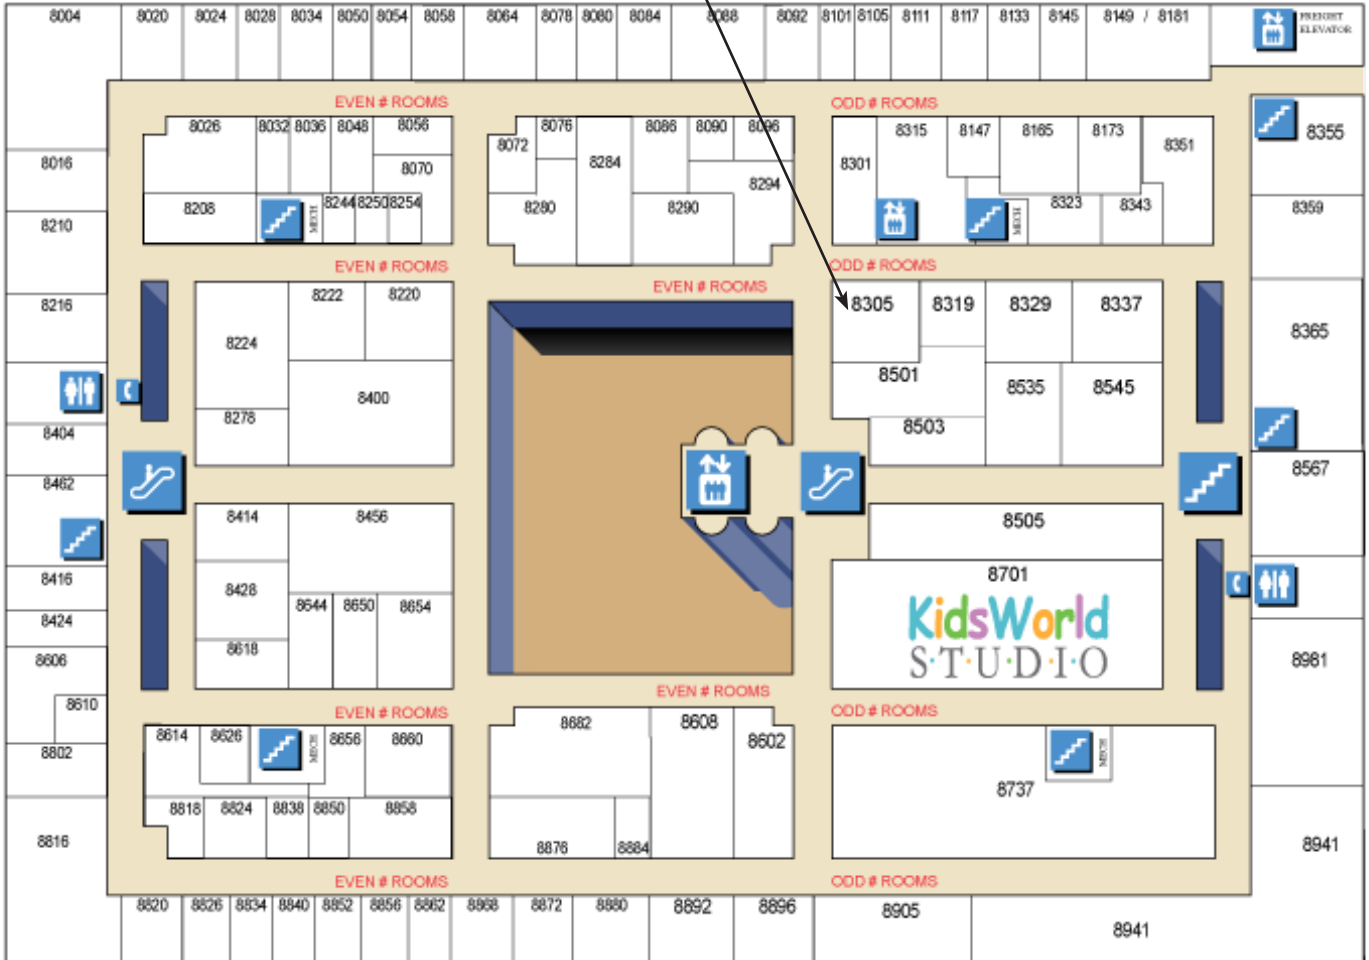 8004 8020 8024 8028 8034 8050 8054 8058 8064 8078 8080 8084 8088 8092 8101 8105 8111 8117 8133 8145 8149 / 8181
FREIGHT
ELEVATOR
EVEN # ROOMS
ODD # ROOMS
8026 8032 8036 8048 8056
8070
8208
MECH
8244 8250 8254
8072 8076
8284
8086 8090 8096
8294
8280
8290
8301
8315 8147 8165 8173
8351
MECH
8323 8343
8355
8016
8210
8359
EVEN # ROOMS
EVEN # ROOMS
ODD # ROOMS
8216
8224
8222 8220
8278
8400
8305 8319 8329 8337
8501
8535 8545
8503
8365
8404
8462
8567
8414 8456
8428
8644 8650 8654
8618
8505
8701
KidsWorld
S·T·U·D·I·O
8416
8424
8606
8610
8802
8816
8981
EVEN # ROOMS
EVEN # ROOMS
ODD # ROOMS
8614 8626
MECH
8656 8660
8818 8824 8838 8850 8858
8682 8608
8602
8876 8884
MECH
8737
8941
EVEN # ROOMS
ODD # ROOMS
8820 8826 8834 8840 8852 8856 8862 8868 8872 8880 8892 8896 8905
8941